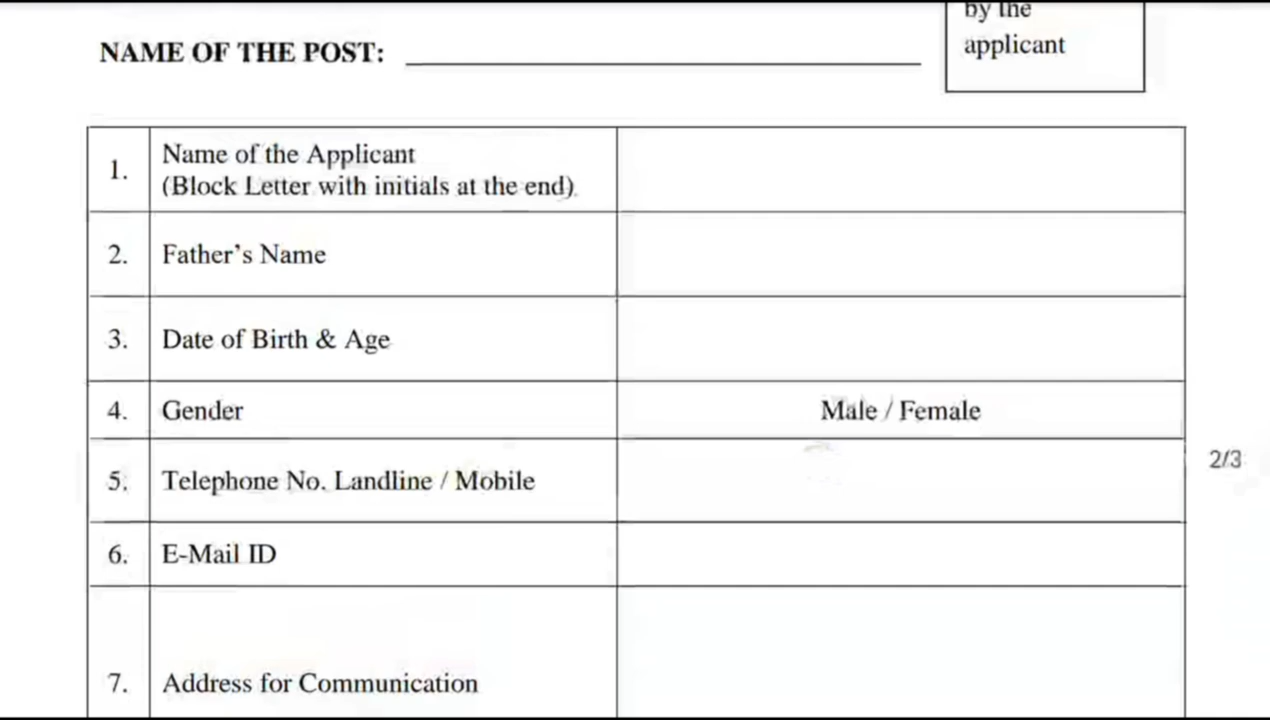 by the
applicant
NAME OF THE POST:
1. Name of the Applicant
(Block Letter with initials at the end)
2. Father's Name
3. Date of Birth & Age
4. Gender Male / Female
5. Telephone No. Landline / Mobile
2/3
6. E-Mail ID
7. Address for Communication